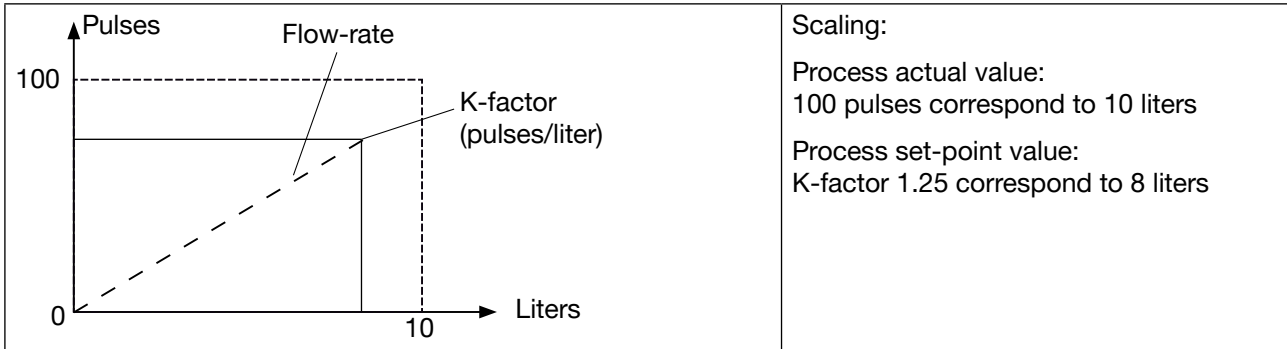 Pulses
Flow-rate
100
K-factor
(pulses/liter)
0
10
Liters
Scaling:
Process actual value:
100 pulses correspond to 10 liters
Process set-point value:
K-factor 1.25 correspond to 8 liters